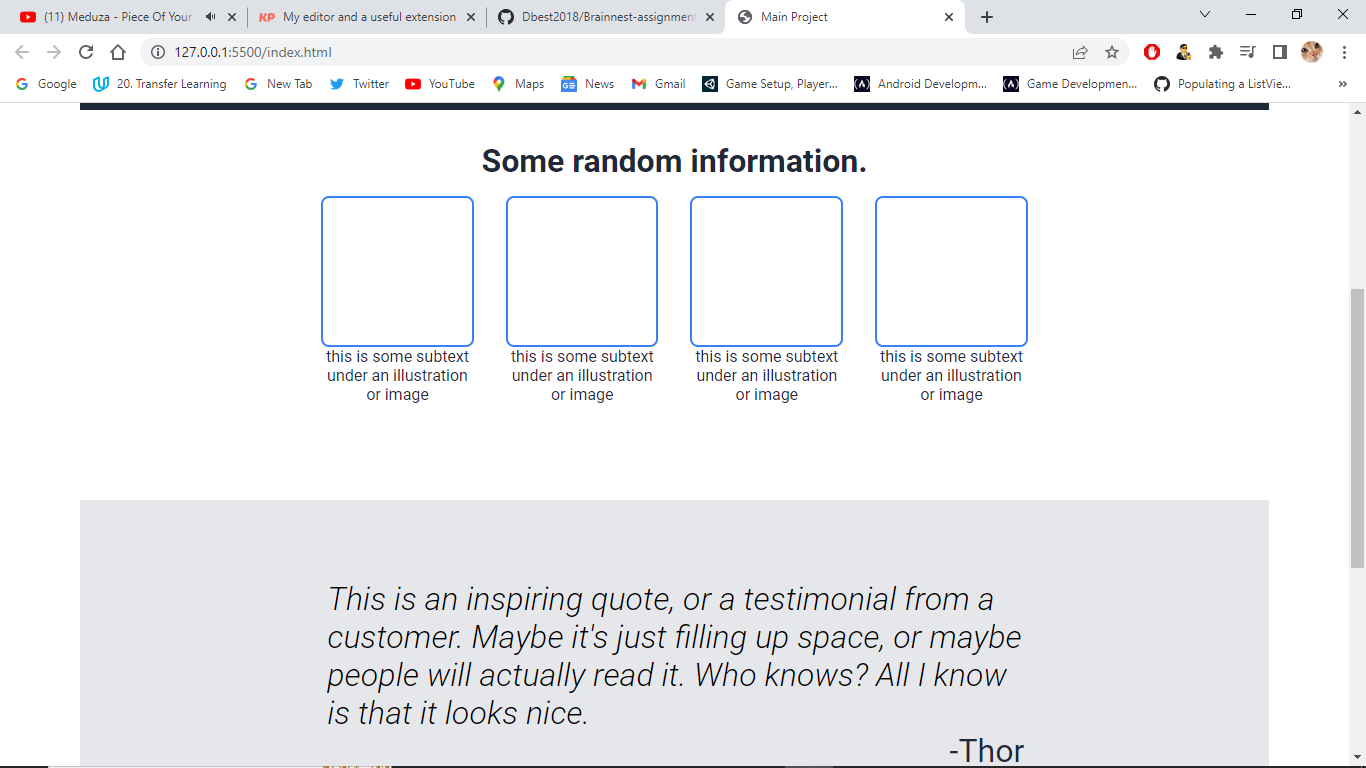 (11) Meduza - Piece Of Your
KP My editor and a useful extension
Dbest2018/Brainnest-assignment
Main Project
127.0.0.1:5500/index.html
Google
20. Transfer Learning
New Tab
Twitter
YouTube
Maps
News
Gmail
Game Setup, Player...
Android Developm...
Game Developmen...
Populating a ListVie...
»
Some random information.
this is some subtext
under an illustration
or image
this is some subtext
under an illustration
or image
this is some subtext
under an illustration
or image
this is some subtext
under an illustration
or image
This is an inspiring quote, or a testimonial from a
customer. Maybe it's just filling up space, or maybe
people will actually read it. Who knows? All I know
is that it looks nice.
-Thor